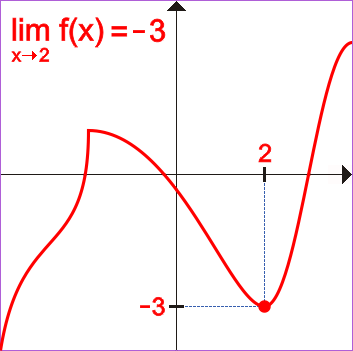 lim f(x) = −3
x→2
2
−3